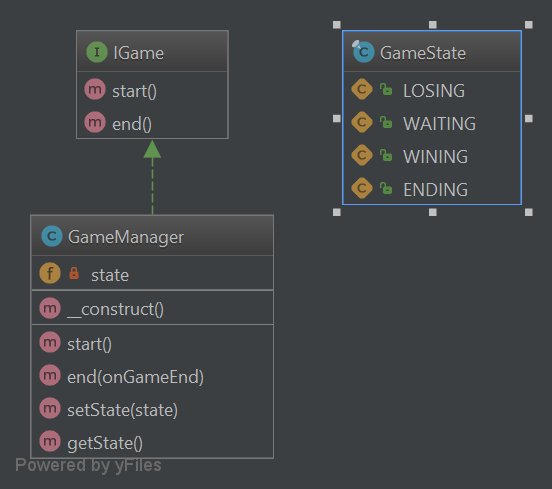 I IGame
m start()
m end()
C GameState
C LOSING
C WAITING
C WINING
C ENDING
C GameManager
f state
m __construct()
m start()
m end(onGameEnd)
m setState(state)
m getState()
Powered by yFiles